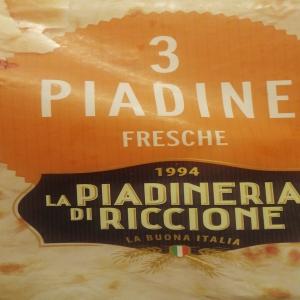 3
PIADINE
FRESCHE
1994
LA PIADINERIA
DI RICCIONE
LA BUONA ITALIA